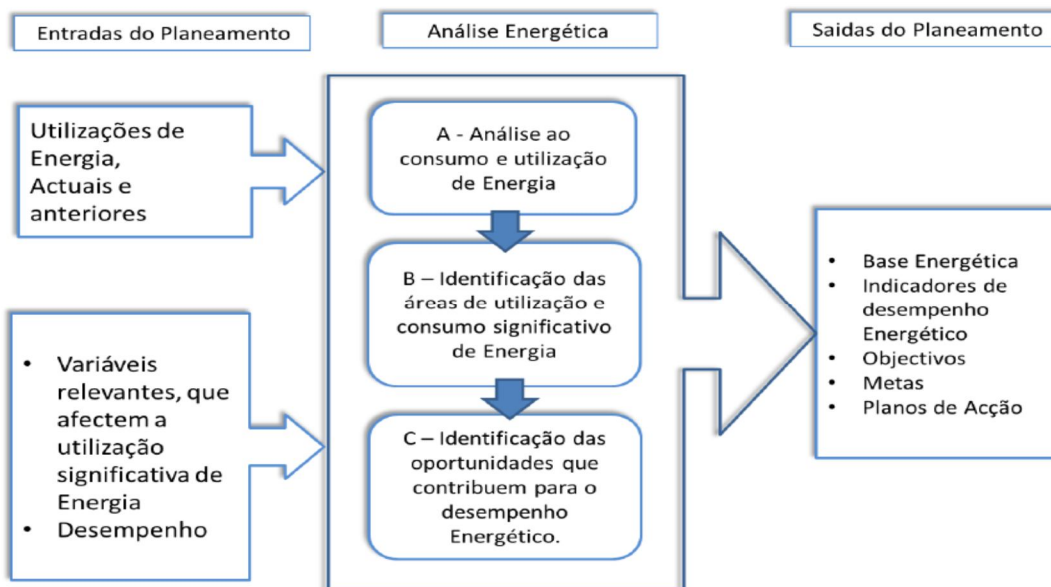 Entradas do Planeamento
Análise Energética
Saidas do Planeamento
Utilizações de
Energia,
Actuais e
anteriores
• Variáveis
relevantes, que
afectem a
utilização
significativa de
Energia
• Desempenho
A - Análise ao
consumo e utilização
de Energia
B – Identificação das
áreas de utilização e
consumo significativo
de Energia
C – Identificação das
oportunidades que
contribuem para o
desempenho
Energético.
• Base Energética
• Indicadores de
desempenho
Energético
• Objectivos
• Metas
• Planos de Acção